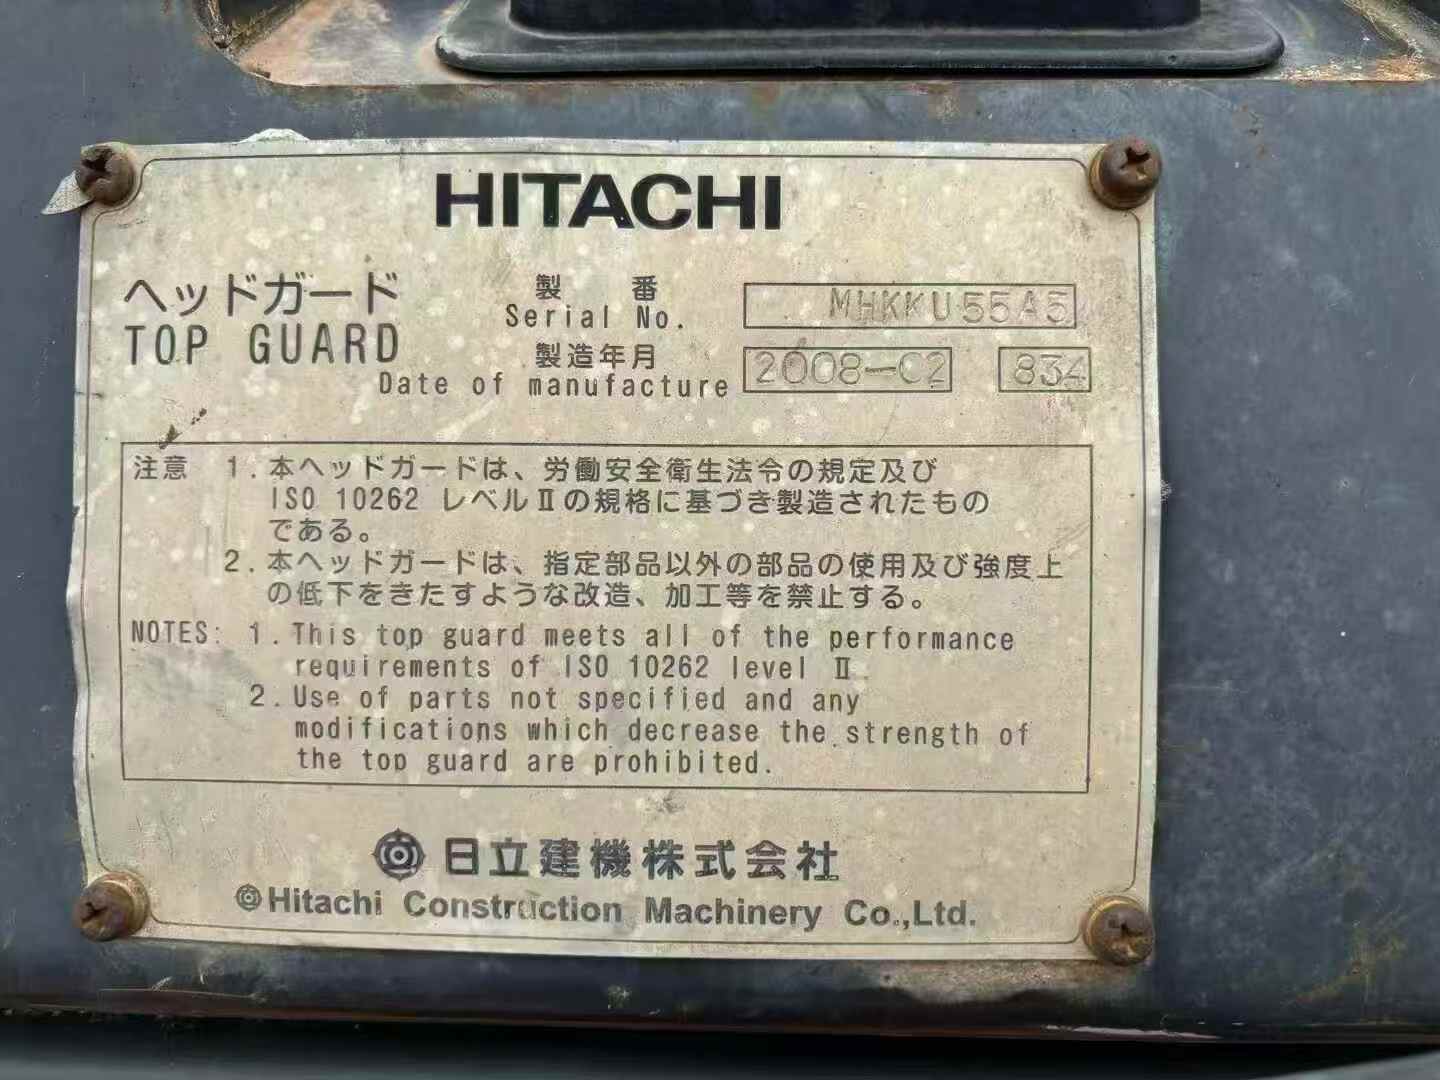 HITACHI
ヘッドガード
TOP GUARD
製番
Serial No.
MHKKU55A5
製造年月
Date of manufacture
2008-02
834
注意 1.本ヘッドガードは、労働安全衛生法令の規定及び
ISO 10262 レベルⅡの規格に基づき製造されたもの
である。
2.本ヘッドガードは、指定部品以外の部品の使用及び強度上
の低下をきたすような改造、加工等を禁止する。
NOTES: 1.This top guard meets all of the performance
requirements of ISO 10262 level Ⅱ.
2.Use of parts not specified and any
modifications which decrease the strength of
the top guard are prohibited.
日立建機株式会社
Hitachi Construction Machinery Co.,Ltd.